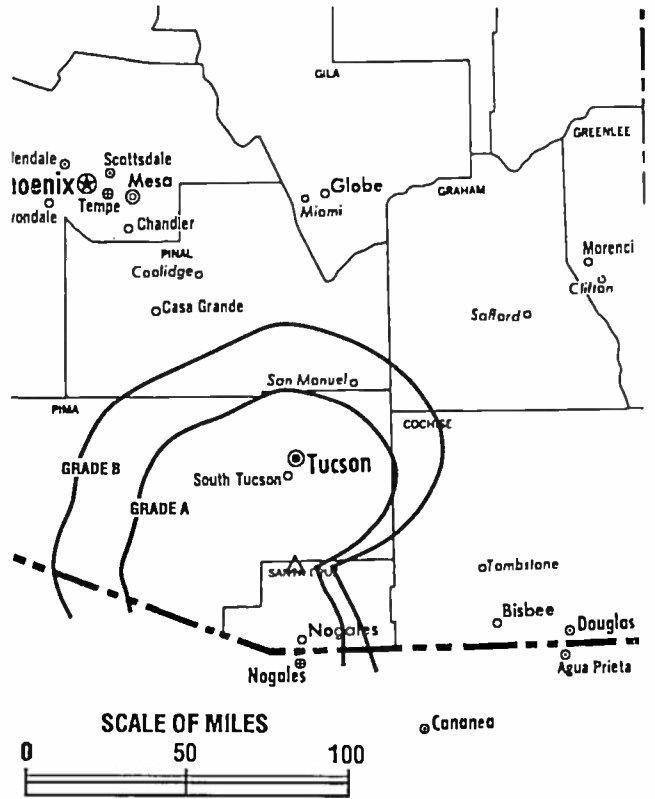 GILA
GREENLEE
lendale
Scottsdale
hoenix
Mesa
Tempe
vondale
Chandler
Globe
Miami
GRAHAM
PINAL
Coolidge
Casa Grande
Morenci
Clifton
Safford
San Manuel
PIMA
COCHISE
GRADE B
Tucson
South Tucson
GRADE A
Tombstone
Nogales
Bisbee
Douglas
Nogales
Agua Prieta
SCALE OF MILES
Cananea
0 50 100